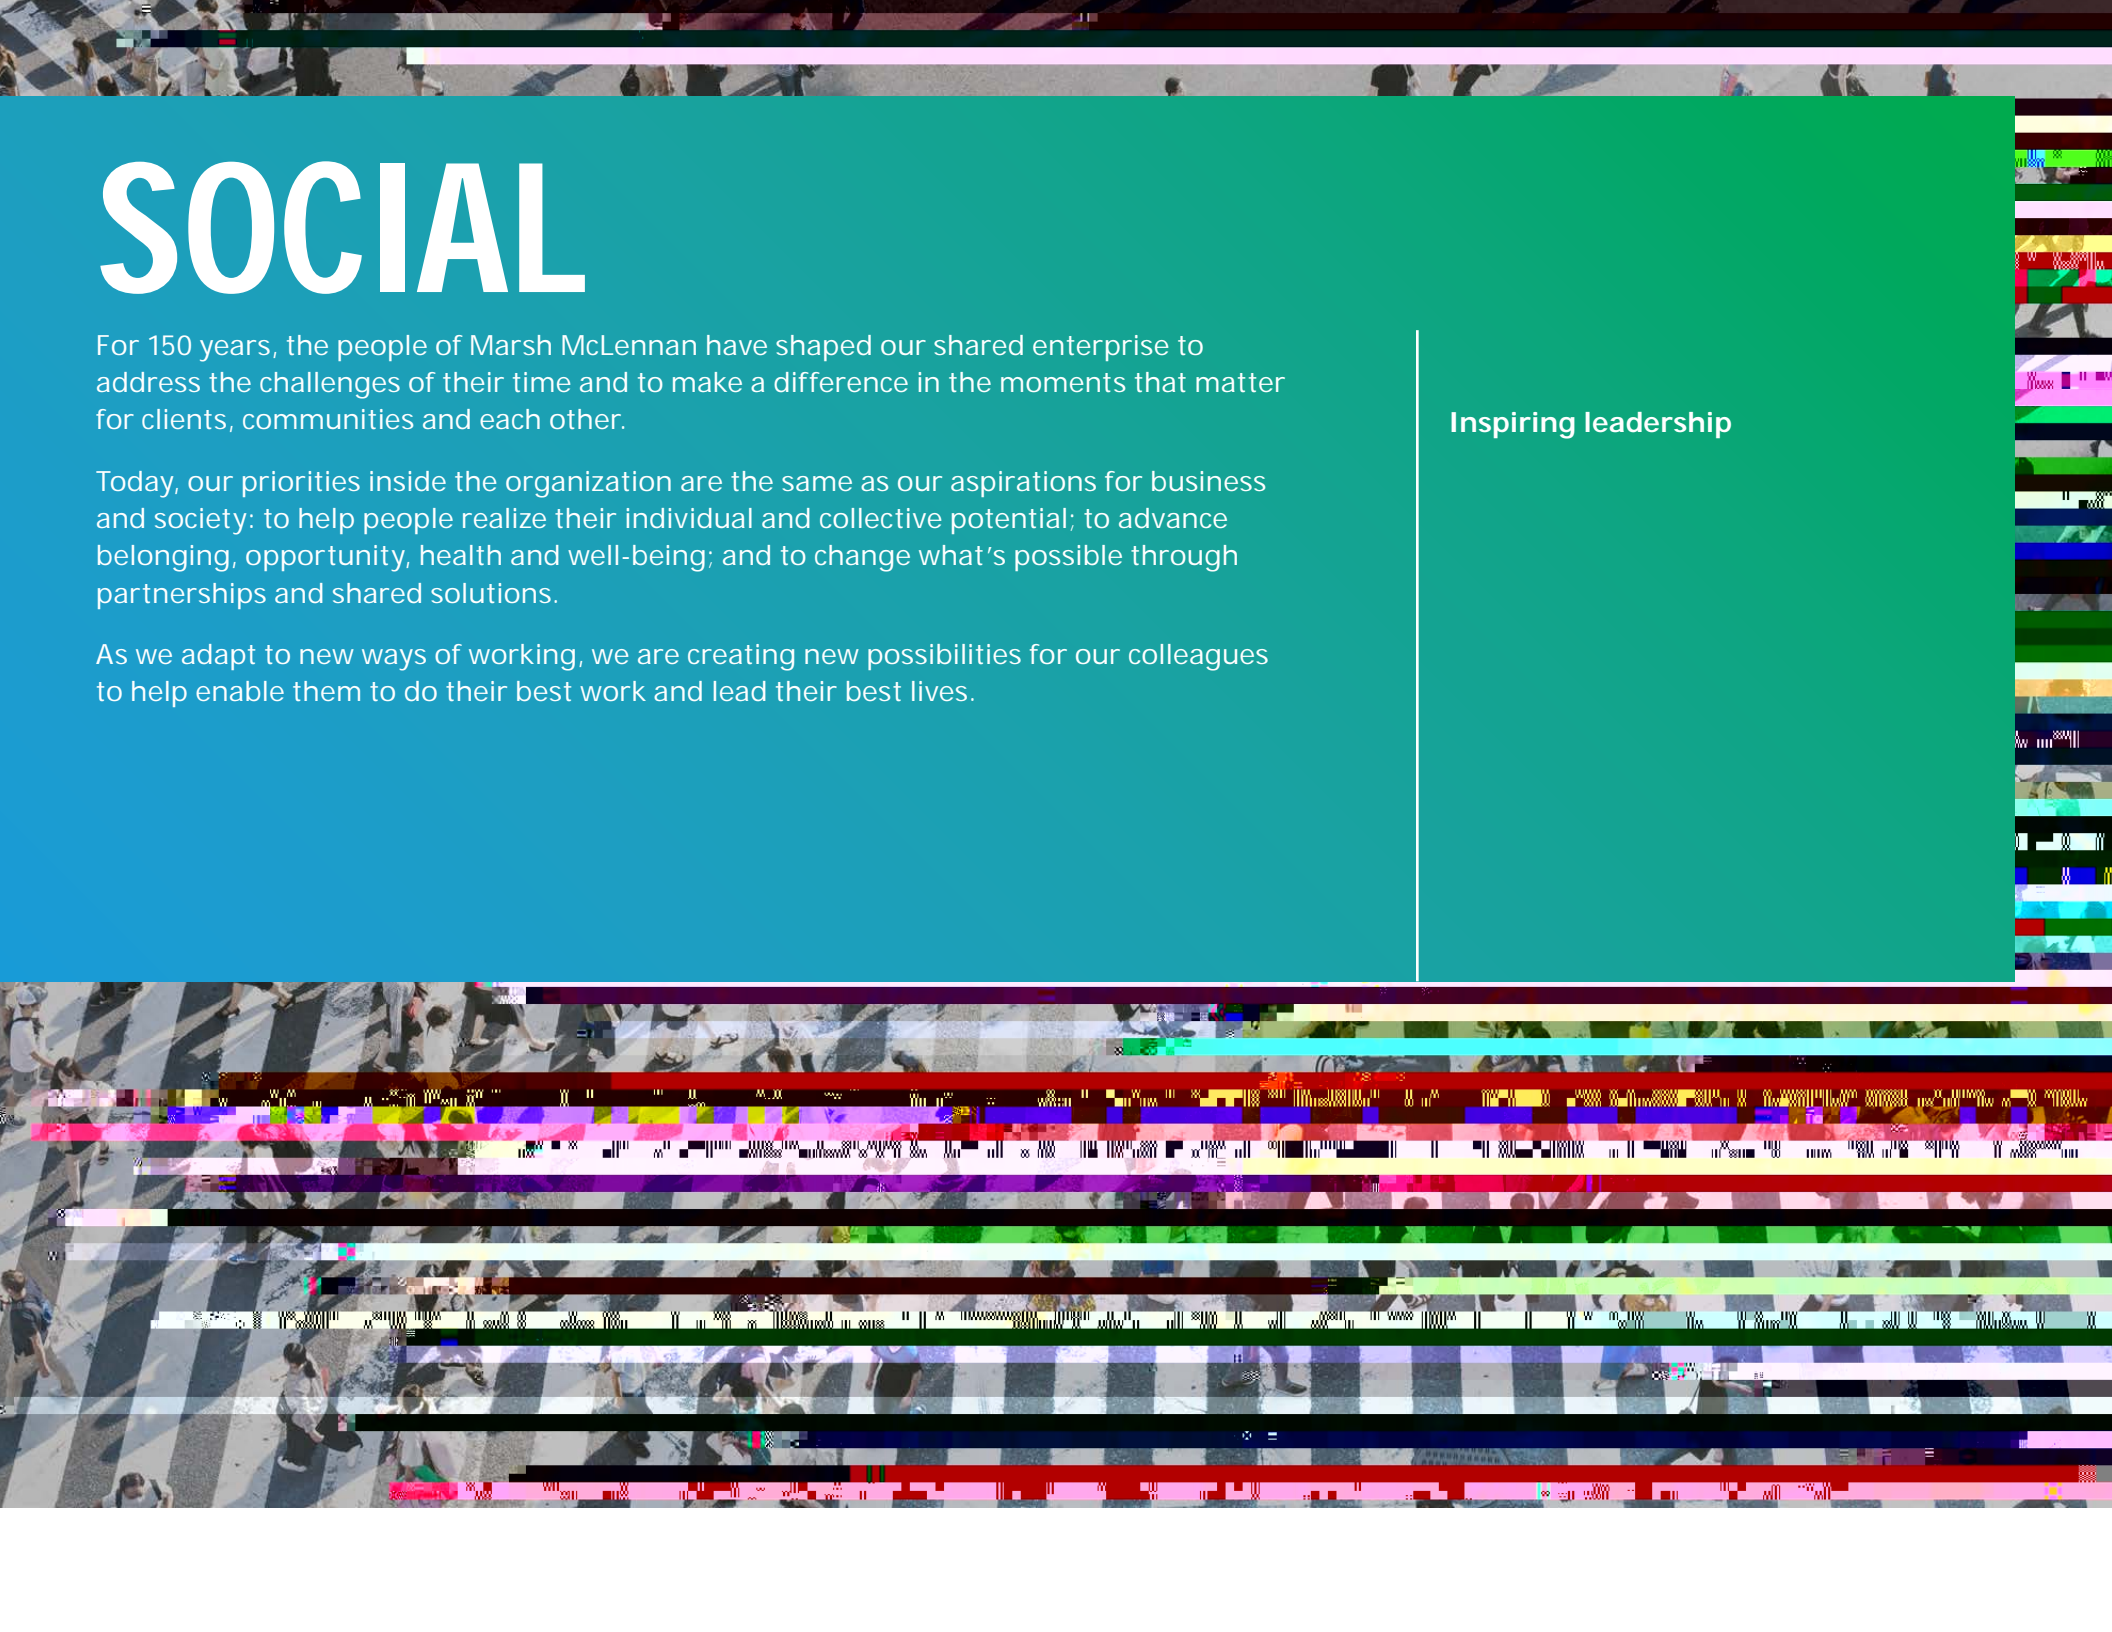 SOCIAL
For 150 years, the people of Marsh McLennan have shaped our shared enterprise to
address the challenges of their time and to make a difference in the moments that matter
for clients, communities and each other.
Today, our priorities inside the organization are the same as our aspirations for business
and society: to help people realize their individual and collective potential; to advance
belonging, opportunity, health and well-being; and to change what’s possible through
partnerships and shared solutions.
As we adapt to new ways of working, we are creating new possibilities for our colleagues
to help enable them to do their best work and lead their best lives.
Inspiring leadership